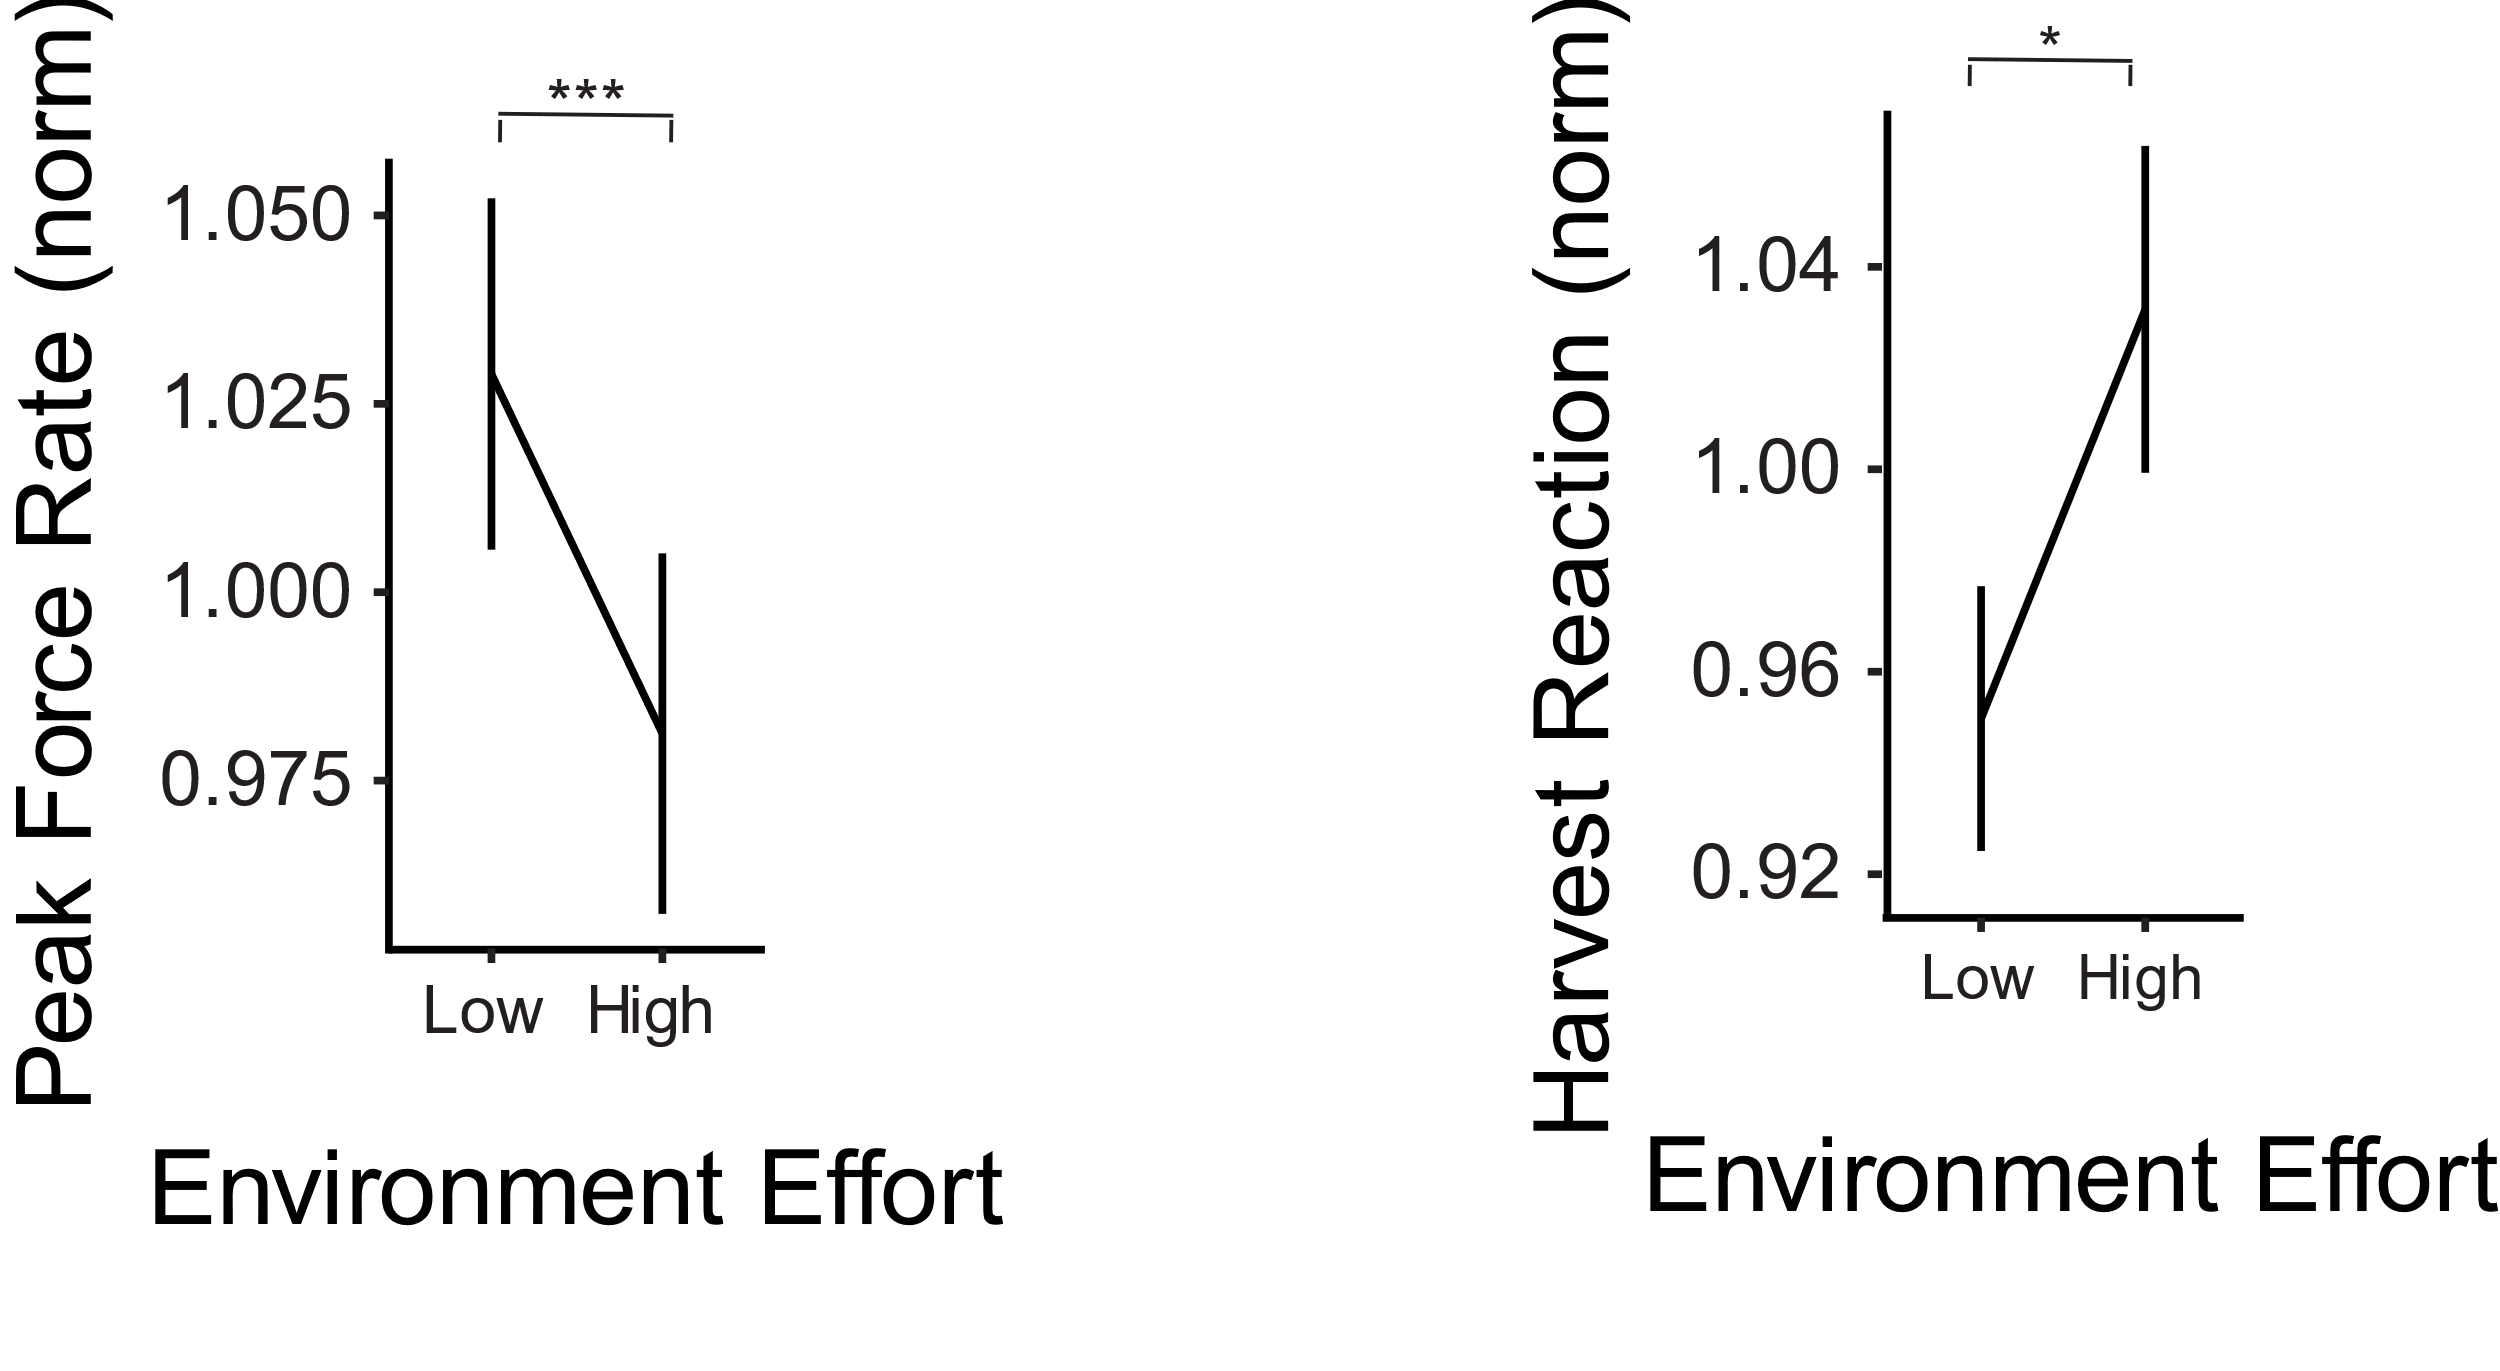 Peak Force Rate (norm)
***
1.050
1.025
1.000
0.975
Low High
Environment Effort
Harvest Reaction (norm)
*
1.04
1.00
0.96
0.92
Low High
Environment Effort